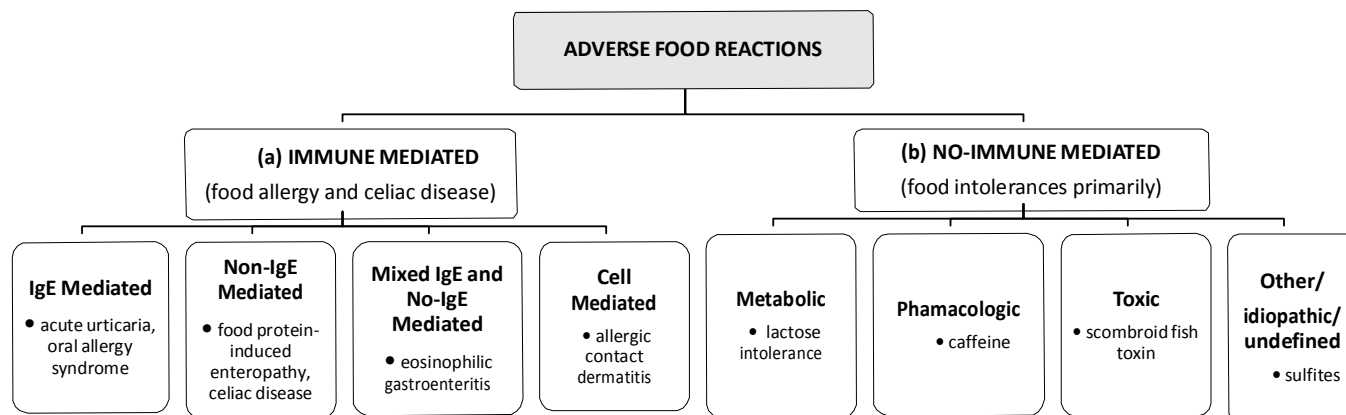 ADVERSE FOOD REACTIONS
(a) IMMUNE MEDIATED
(food allergy and celiac disease)
(b) NO-IMMUNE MEDIATED
(food intolerances primarily)
IgE Mediated
• acute urticaria,
oral allergy
syndrome
Non-IgE
Mediated
• food protein-
induced
enteropathy,
celiac disease
Mixed IgE and
No-IgE
Mediated
• eosinophilic
gastroenteritis
Cell
Mediated
• allergic
contact
dermatitis
Metabolic
• lactose
intolerance
Phamacologic
• caffeine
Toxic
• scombroid fish
toxin
Other/
idiopathic/
undefined
• sulfites